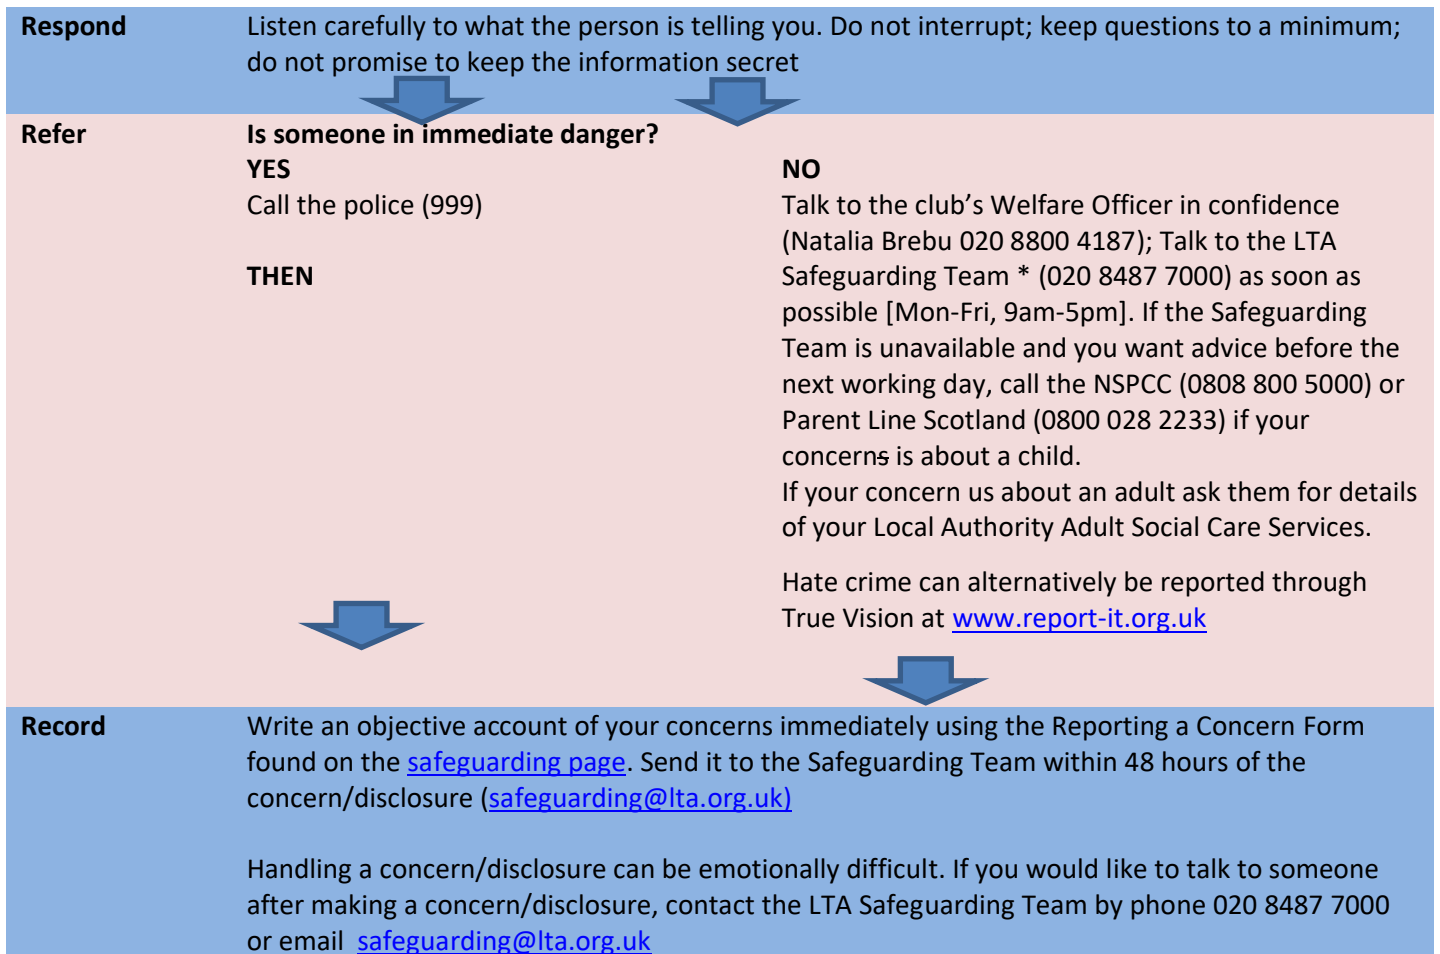 Respond
Listen carefully to what the person is telling you. Do not interrupt; keep questions to a minimum;
do not promise to keep the information secret
Refer
Is someone in immediate danger?
YES
Call the police (999)
THEN
NO
Talk to the club’s Welfare Officer in confidence
(Natalia Brebu 020 8800 4187); Talk to the LTA
Safeguarding Team * (020 8487 7000) as soon as
possible [Mon-Fri, 9am-5pm]. If the Safeguarding
Team is unavailable and you want advice before the
next working day, call the NSPCC (0808 800 5000) or
Parent Line Scotland (0800 028 2233) if your
concerns is about a child.
If your concern us about an adult ask them for details
of your Local Authority Adult Social Care Services.
Hate crime can alternatively be reported through
True Vision at www.report-it.org.uk
Record
Write an objective account of your concerns immediately using the Reporting a Concern Form
found on the safeguarding page. Send it to the Safeguarding Team within 48 hours of the
concern/disclosure (safeguarding@lta.org.uk)
Handling a concern/disclosure can be emotionally difficult. If you would like to talk to someone
after making a concern/disclosure, contact the LTA Safeguarding Team by phone 020 8487 7000
or email safeguarding@lta.org.uk